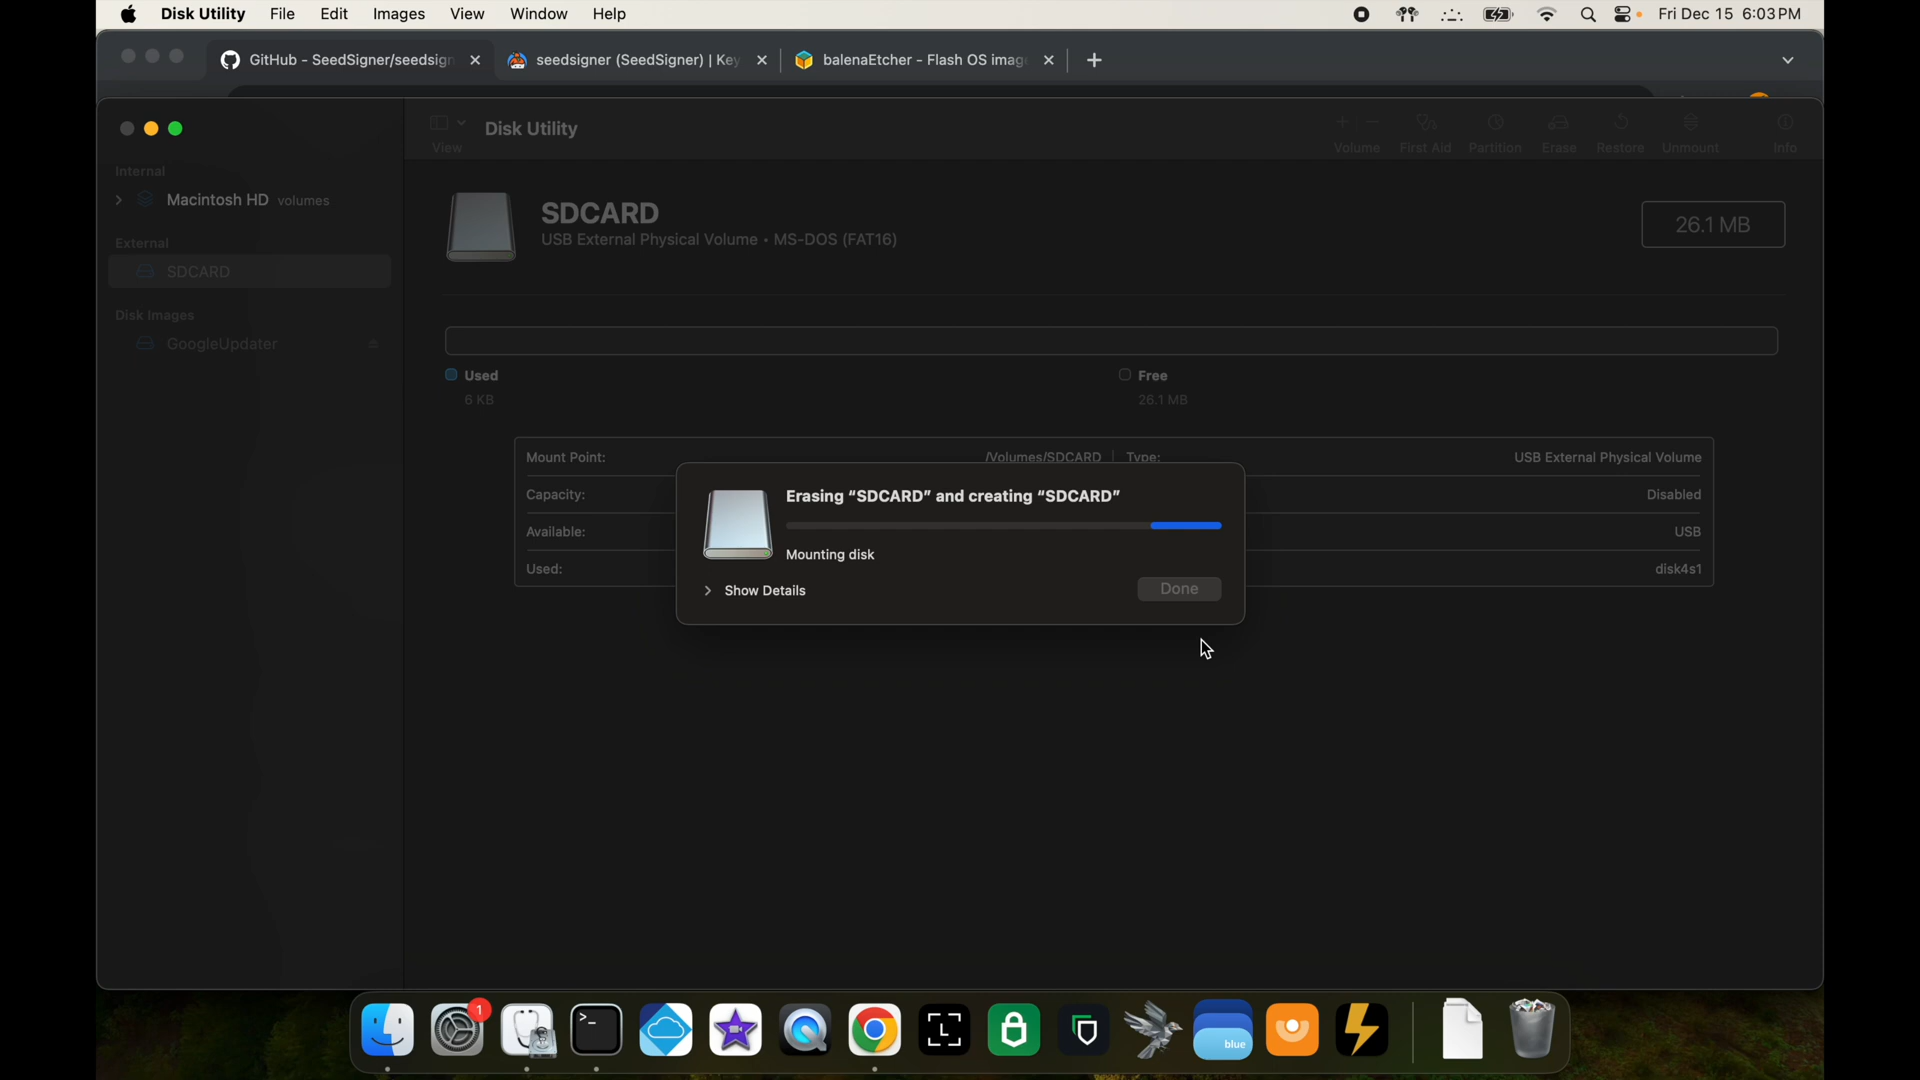 Disk Utility File Edit Images View Window Help Fri Dec 15 6:03 PM
GitHub - SeedSigner/seedsign seedsigner (SeedSigner) | Key balenaEtcher - Flash OS imag
Disk Utility
View Volume First Aid Partition Erase Restore Unmount Info
Internal
Macintosh HD volumes
External
SDCARD
Disk Images
GoogleUpdater
SDCARD
USB External Physical Volume • MS-DOS (FAT16)
26.1 MB
Used Free
6 KB 26.1 MB
Mount Point: /Volumes/SDCARD Type: USB External Physical Volume
Capacity: Disabled
Available: USB
Used: disk4s1
Erasing “SDCARD” and creating “SDCARD”
Mounting disk
Show Details Done
1
>_
L
blue